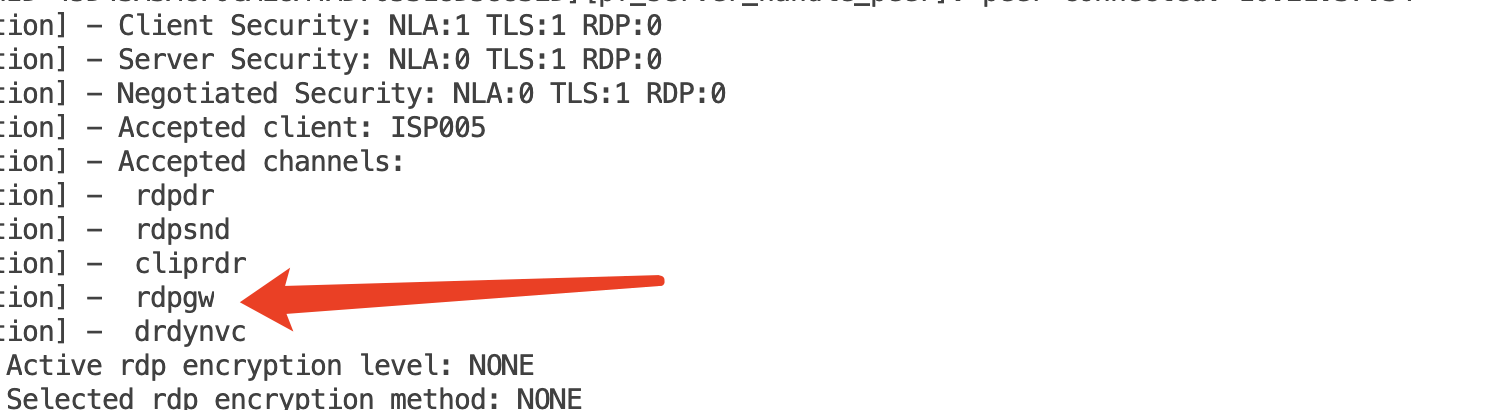 tion] - Client Security: NLA:1 TLS:1 RDP:0
tion] - Server Security: NLA:0 TLS:1 RDP:0
tion] - Negotiated Security: NLA:0 TLS:1 RDP:0
tion] - Accepted client: ISP005
tion] - Accepted channels:
tion] -  rdpdr
tion] -  rdpsnd
tion] -  cliprdr
tion] -  rdpgw
tion] -  drdynvc
Active rdp encryption level: NONE
Selected rdp encryption method: NONE